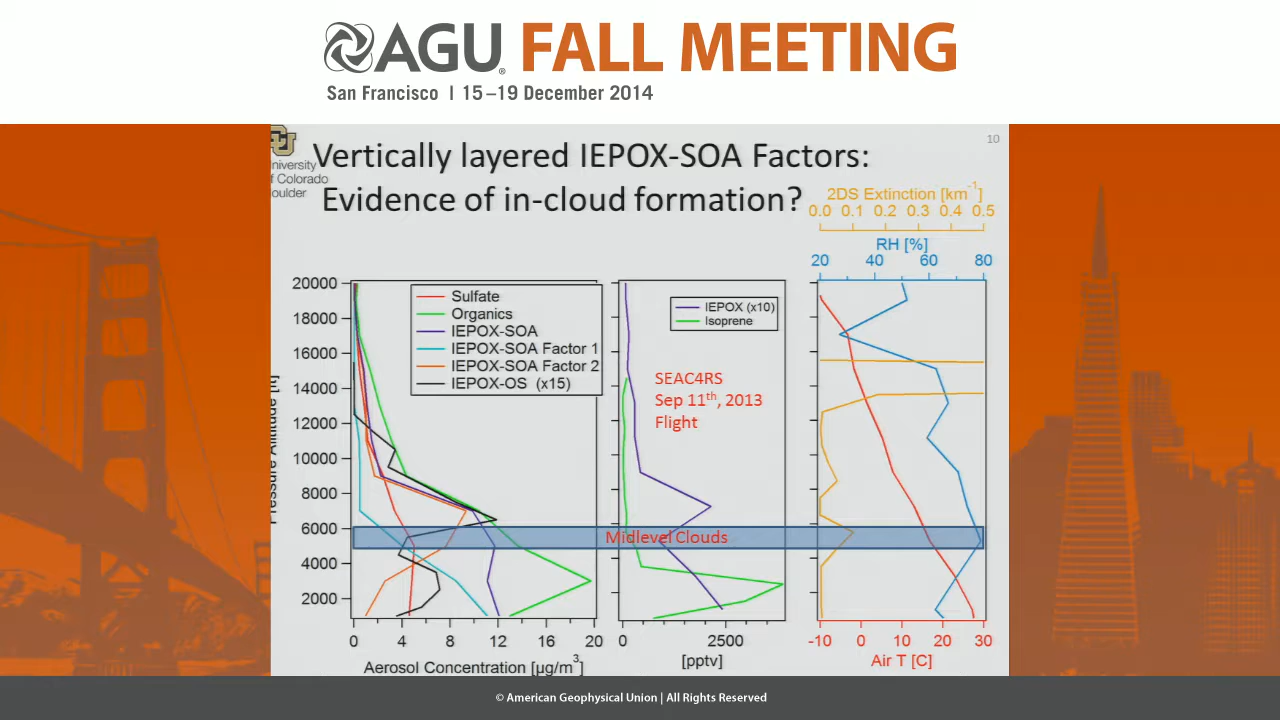 AGU FALL MEETING
San Francisco | 15–19 December 2014
10
University of Colorado Boulder
Vertically layered IEPOX-SOA Factors:
Evidence of in-cloud formation?
2DS Extinction [km-1]
0.0 0.1 0.2 0.3 0.4 0.5
RH [%]
20 40 60 80
20000
18000
16000
14000
12000
10000
8000
6000
4000
2000
Pressure Altitude [ft]
Sulfate
Organics
IEPOX-SOA
IEPOX-SOA Factor 1
IEPOX-SOA Factor 2
IEPOX-OS (x15)
IEPOX (x10)
Isoprene
SEAC4RS
Sep 11th, 2013
Flight
Midlevel Clouds
0 4 8 12 16 20
Aerosol Concentration [µg/m3]
0 2500
[pptv]
-10 0 10 20 30
Air T [C]
© American Geophysical Union | All Rights Reserved